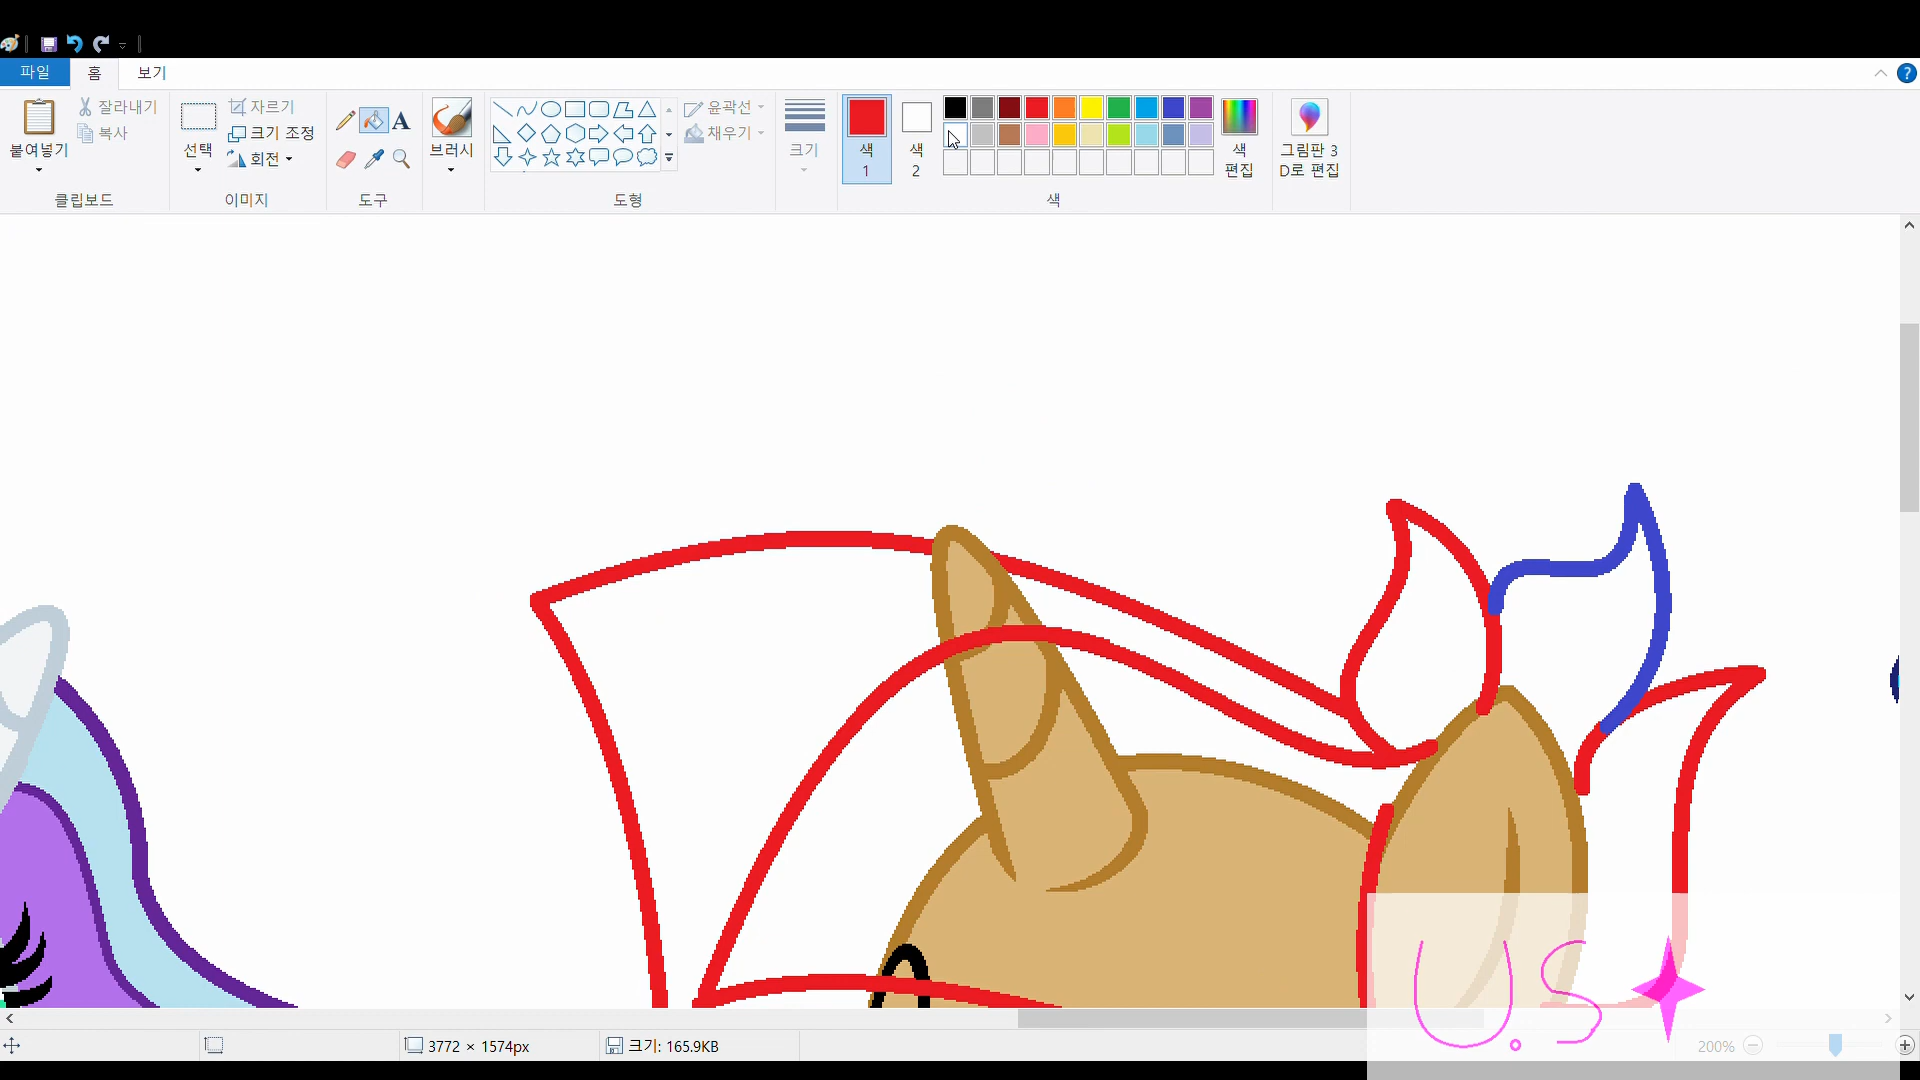 파일 홈 보기
붙여넣기
잘라내기
복사
클립보드
선택
자르기
크기 조정
회전
이미지
A
도구
브러시
윤곽선
채우기
도형
크기
색
1
색
2
색
편집
색
그림판 3
D로 편집
?
3772 × 1574px
크기: 165.9KB
200%
U.S